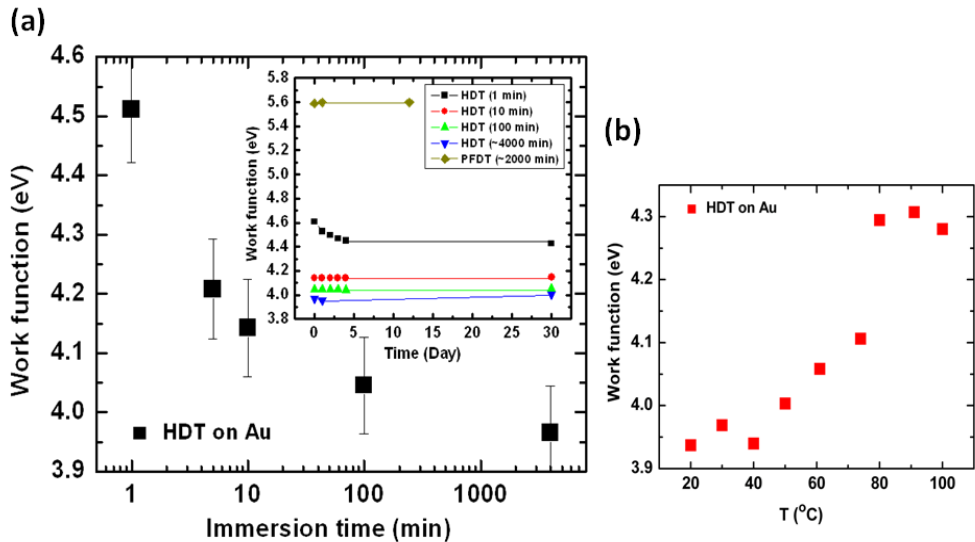 (a)
4.6
4.5
4.4
4.3
4.2
4.1
4.0
3.9
Work function (eV)
1
10
100
1000
Immersion time (min)
HDT on Au
5.8
5.6
5.4
5.2
5.0
4.8
4.6
4.4
4.2
4.0
3.8
Work function (eV)
0
5
10
15
20
25
30
Time (Day)
HDT (1 min)
HDT (10 min)
HDT (100 min)
HDT (~4000 min)
PFDT (~2000 min)
(b)
4.3
4.2
4.1
4.0
3.9
Work function (eV)
20
40
60
80
100
T (°C)
HDT on Au